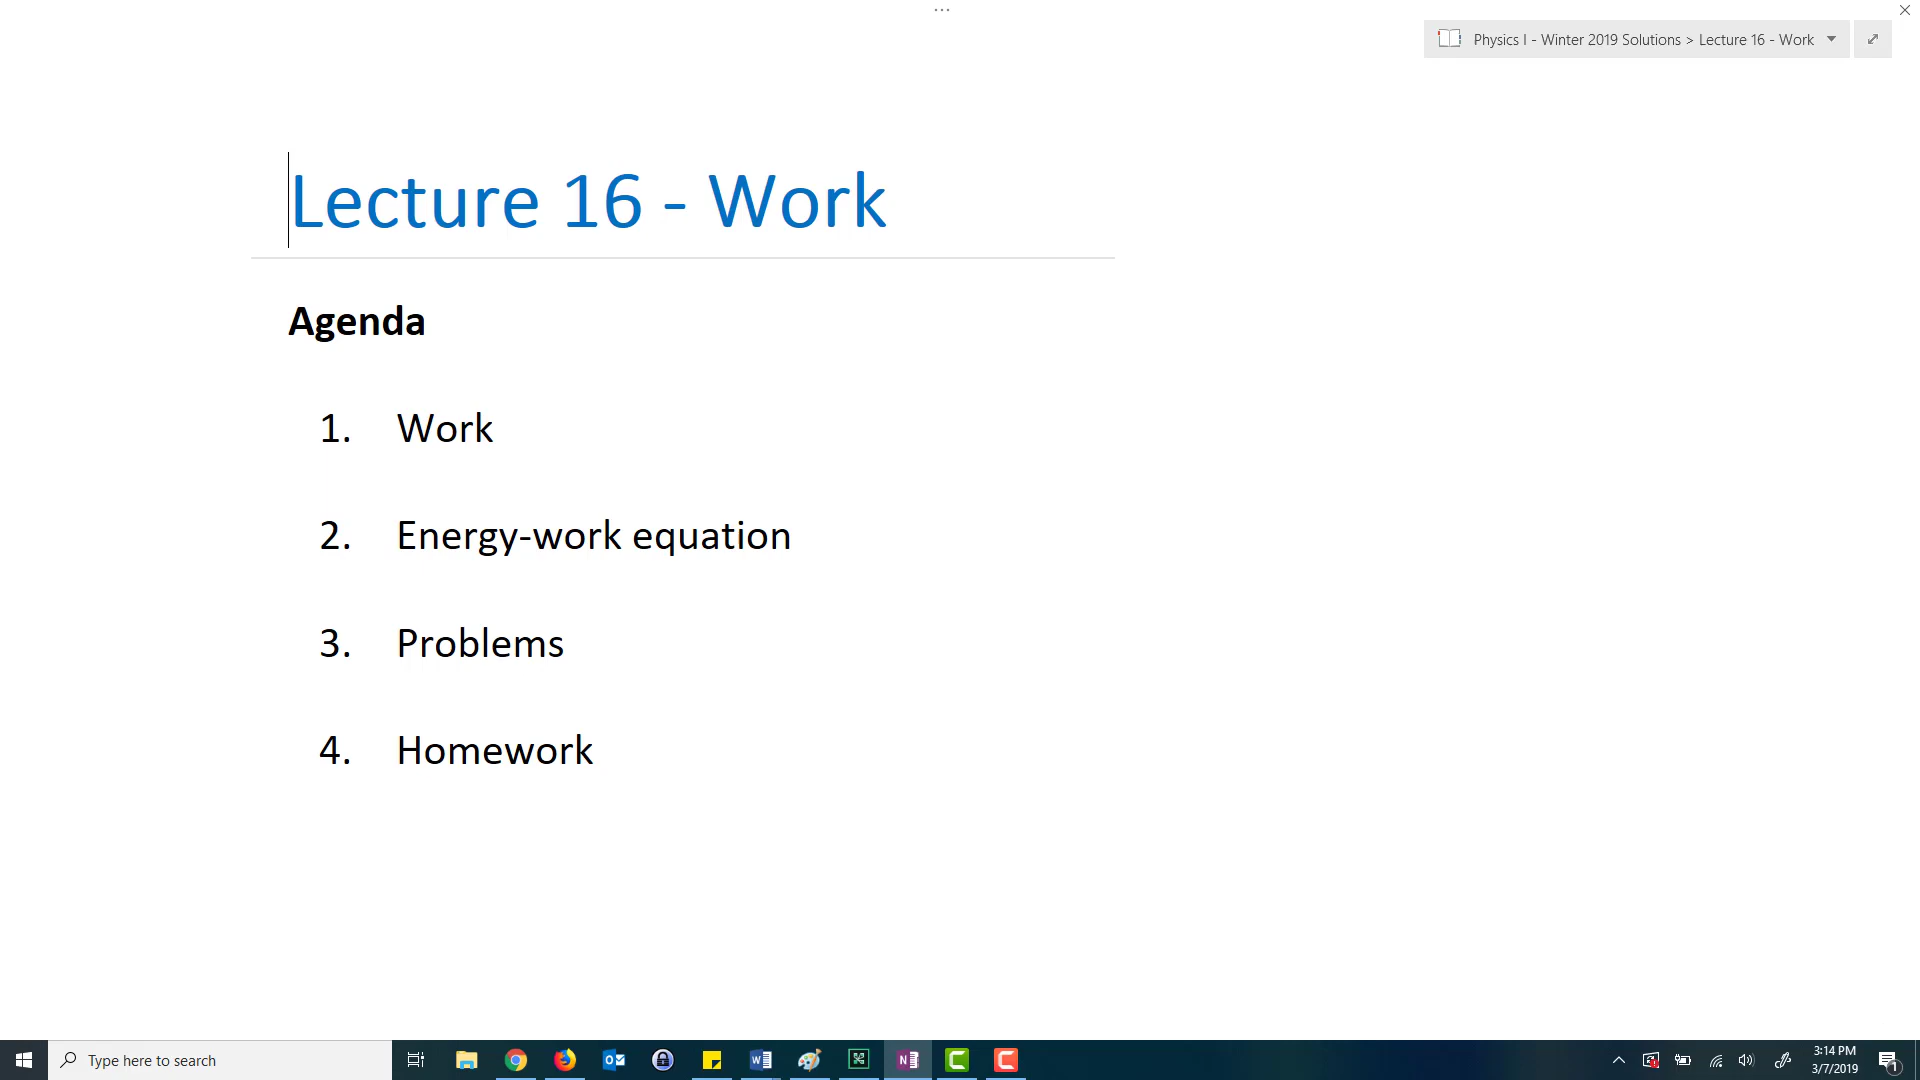 Physics I - Winter 2019 Solutions > Lecture 16 - Work
Lecture 16 - Work
Agenda
1. Work
2. Energy-work equation
3. Problems
4. Homework
Type here to search
3:14 PM
3/7/2019
1